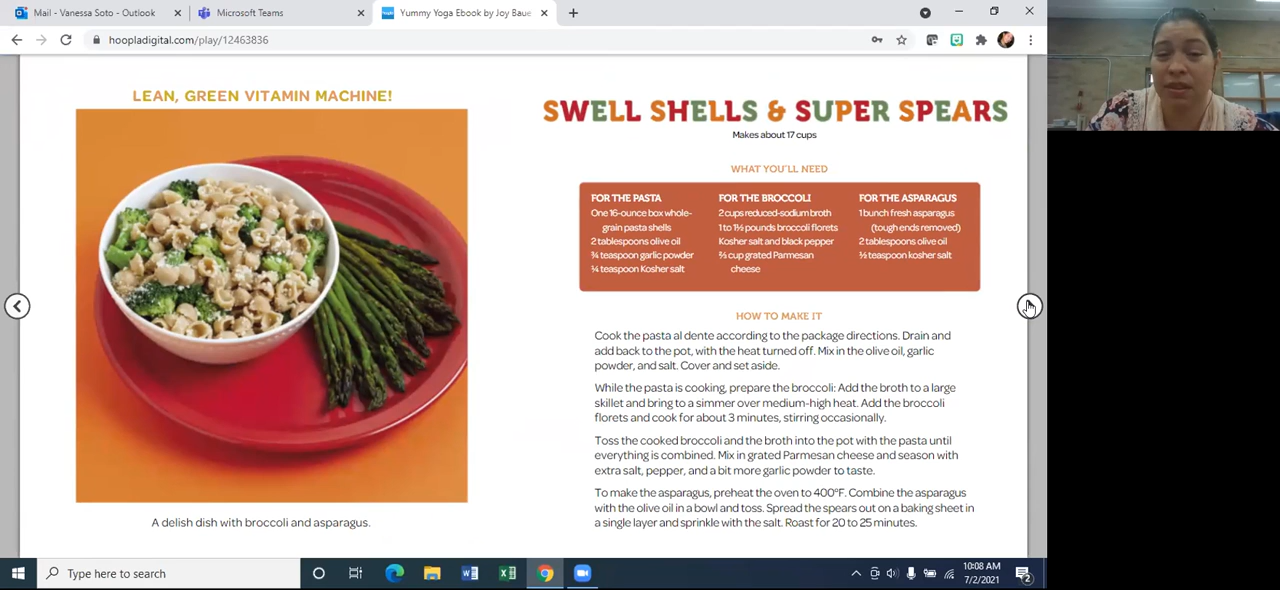 Mail - Vanessa Soto - Outlook
Microsoft Teams
Yummy Yoga Ebook by Joy Baue
hoopladigital.com/play/12463836
LEAN, GREEN VITAMIN MACHINE!
A delish dish with broccoli and asparagus.
SWELL SHELLS & SUPER SPEARS
Makes about 17 cups
WHAT YOU'LL NEED
FOR THE PASTA
One 16-ounce box whole-
grain pasta shells
2 tablespoons olive oil
¾ teaspoon garlic powder
¼ teaspoon Kosher salt
FOR THE BROCCOLI
2 cups reduced-sodium broth
1 to 1½ pounds broccoli florets
Kosher salt and black pepper
⅔ cup grated Parmesan
cheese
FOR THE ASPARAGUS
1 bunch fresh asparagus
(tough ends removed)
2 tablespoons olive oil
⅛ teaspoon kosher salt
HOW TO MAKE IT
Cook the pasta al dente according to the package directions. Drain and
add back to the pot, with the heat turned off. Mix in the olive oil, garlic
powder, and salt. Cover and set aside.
While the pasta is cooking, prepare the broccoli: Add the broth to a large
skillet and bring to a simmer over medium-high heat. Add the broccoli
florets and cook for about 3 minutes, stirring occasionally.
Toss the cooked broccoli and the broth into the pot with the pasta until
everything is combined. Mix in grated Parmesan cheese and season with
extra salt, pepper, and a bit more garlic powder to taste.
To make the asparagus, preheat the oven to 400°F. Combine the asparagus
with the olive oil in a bowl and toss. Spread the spears out on a baking sheet in
a single layer and sprinkle with the salt. Roast for 20 to 25 minutes.
Type here to search
10:08 AM
7/2/2021
2